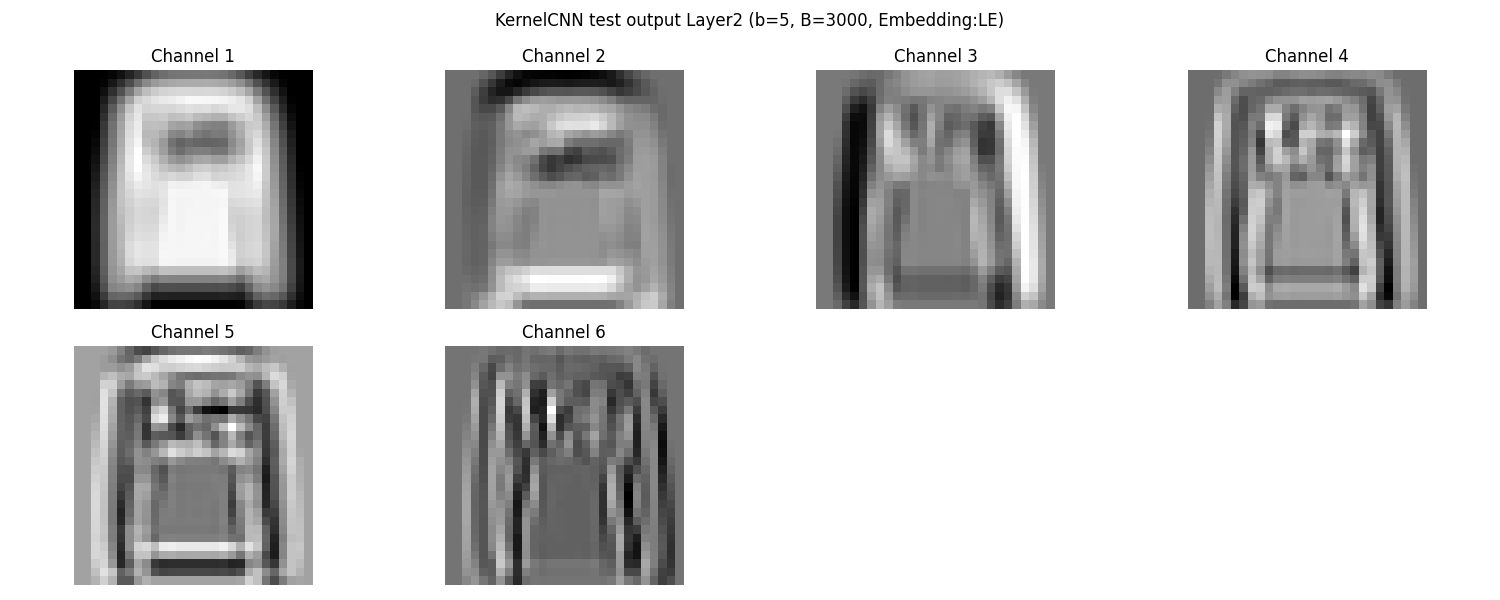 KernelCNN test output Layer2 (b=5, B=3000, Embedding:LE)
Channel 1
Channel 2
Channel 3
Channel 4
Channel 5
Channel 6